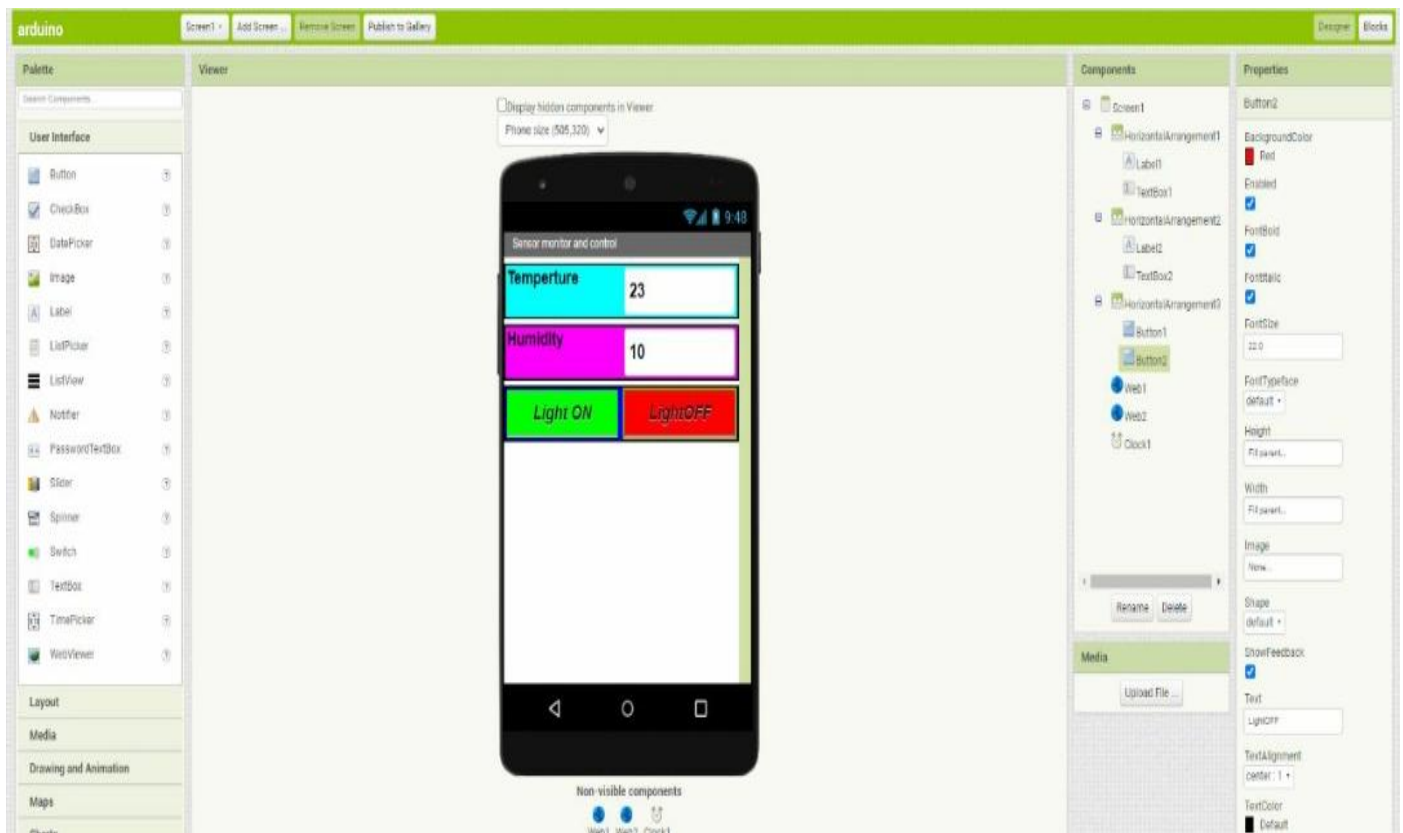 arduino
Screen1 Add Screen ... Remove Screen Publish to Gallery
Designer Blocks
Palette
Search Components...
User Interface
Button
CheckBox
DatePicker
Image
Label
ListPicker
ListView
Notifier
PasswordTextBox
Slider
Spinner
Switch
TextBox
TimePicker
WebViewer
Layout
Media
Drawing and Animation
Maps
Viewer
Display hidden components in Viewer
Phone size (505,320)
9:48
Sensor monitor and control
Temperture
23
Humidity
10
Light ON
LightOFF
Non-visible components
Web1 Web2 Clock1
Components
Screen1
HorizontalArrangement1
Label1
TextBox1
HorizontalArrangement2
Label2
TextBox2
HorizontalArrangement3
Button1
Button2
Web1
Web2
Clock1
Rename Delete
Media
Upload File ...
Properties
Button2
BackgroundColor
Red
Enabled
FontBold
FontItalic
FontSize
22.0
FontTypeface
default
Height
Fill parent...
Width
Fill parent...
Image
None...
Shape
default
ShowFeedback
Text
LightOFF
TextAlignment
center : 1
TextColor
Default